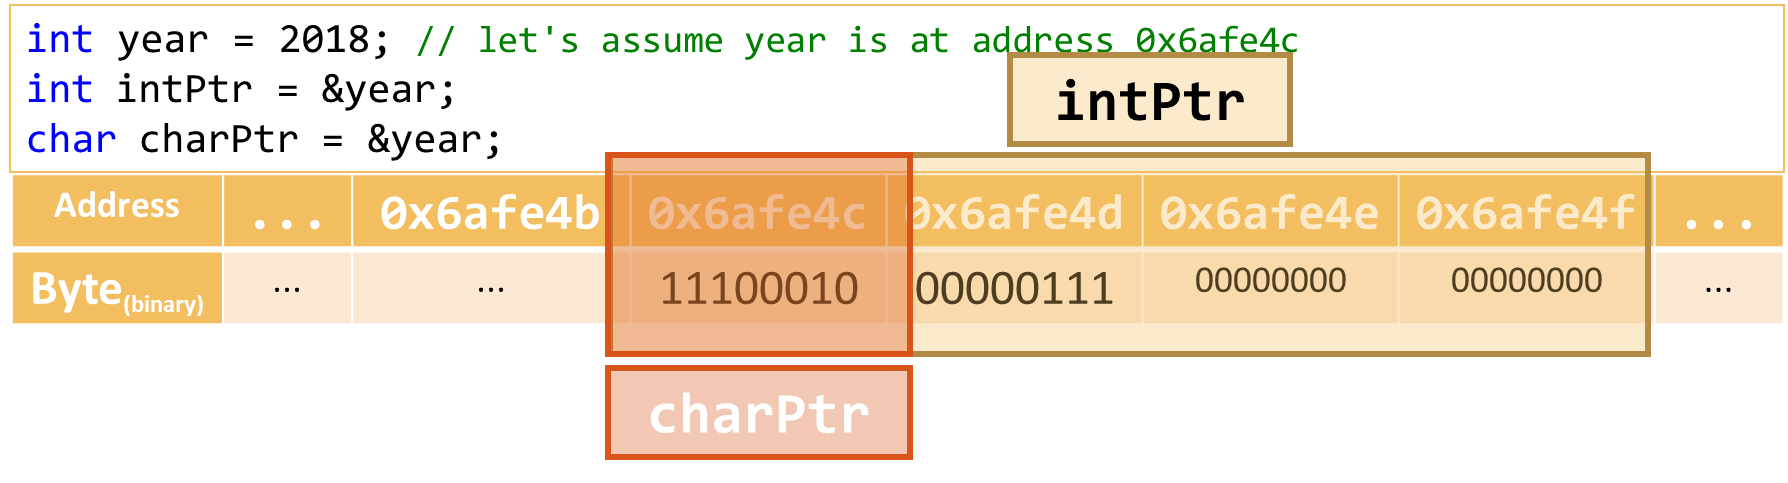 int year = 2018; // let's assume year is at address 0x6afe4c
int intPtr = &year;
char charPtr = &year;
intPtr
Address ... 0x6afe4b 0x6afe4c 0x6afe4d 0x6afe4e 0x6afe4f ...
Byte(binary) ... ... 11100010 00000111 00000000 00000000 ...
charPtr